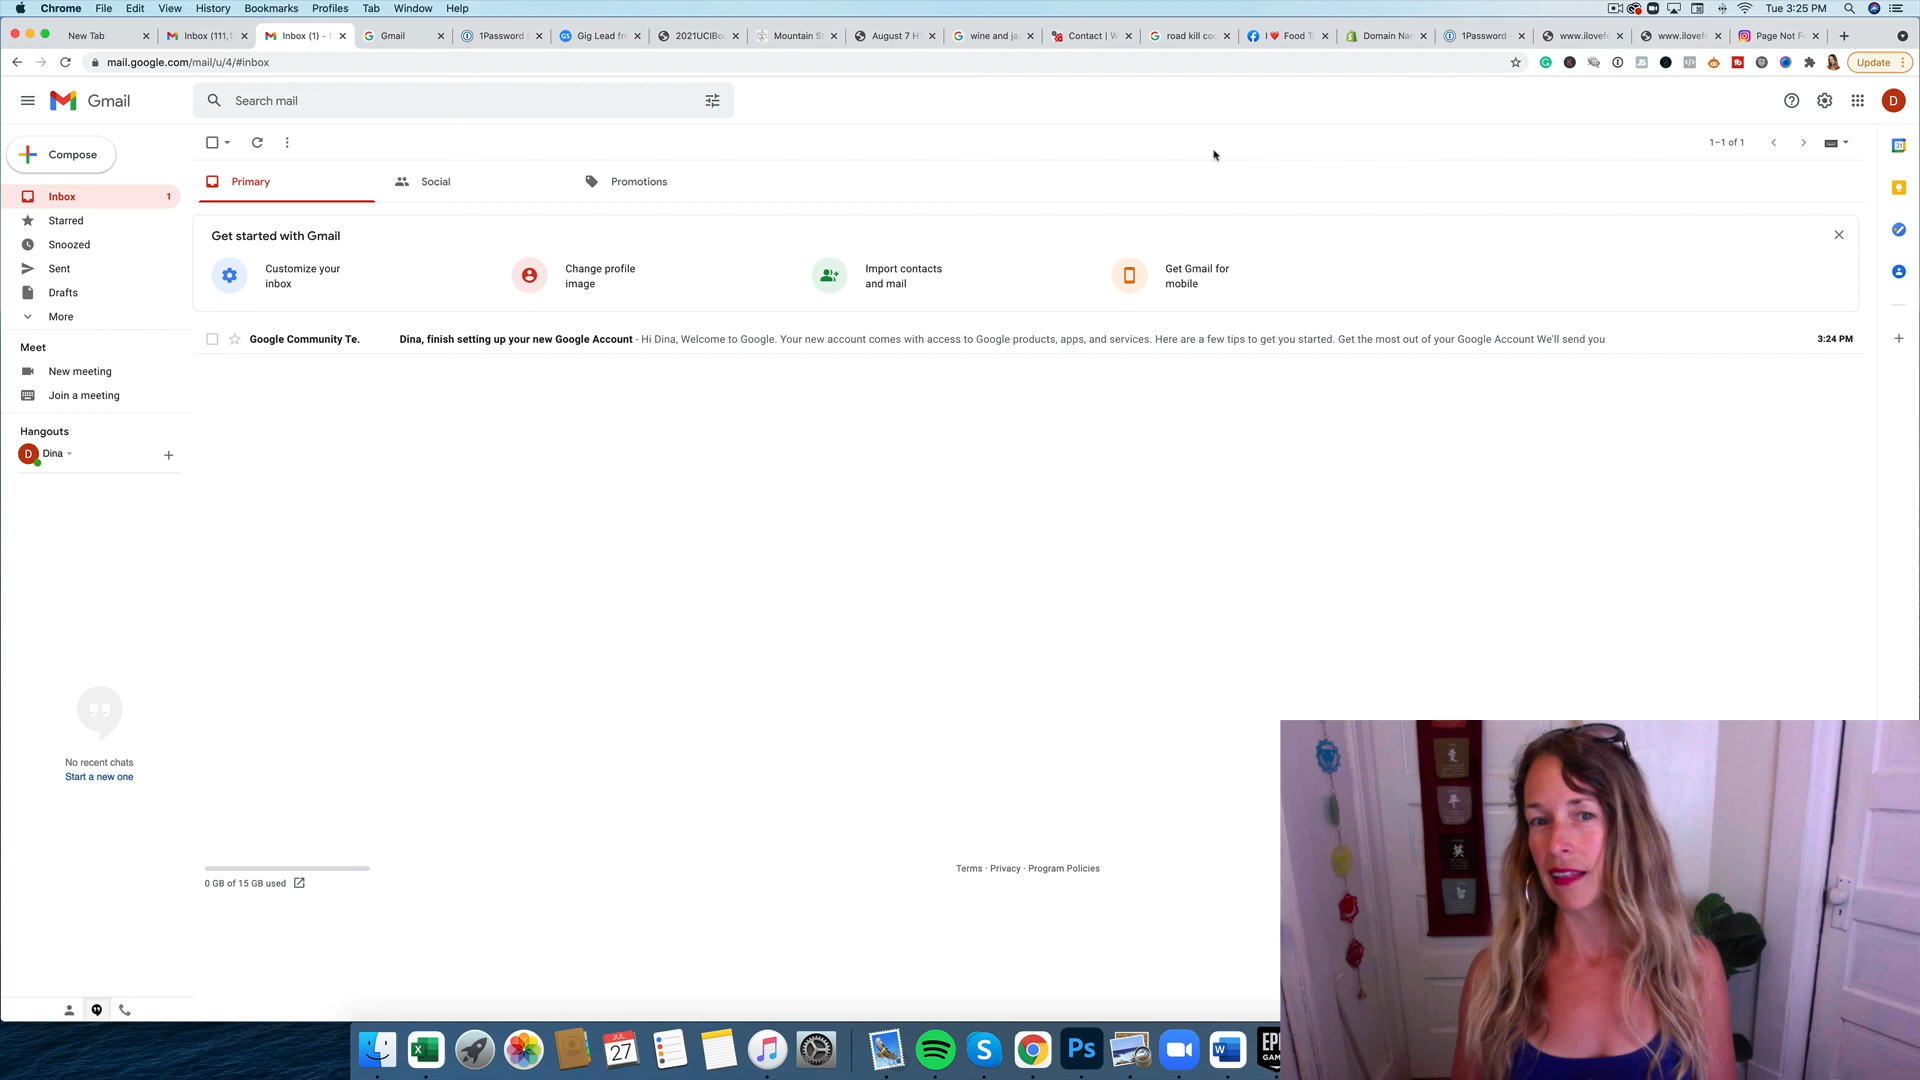 Chrome File Edit View History Bookmarks Profiles Tab Window Help
Tue 3:25 PM
New Tab
Inbox (111,1
Inbox (1) -
Gmail
1Password
Gig Lead fr
2021UCIBo
Mountain S
August 7 H
wine and ja
Contact | W
road kill co
I ❤ Food T
Domain Na
1Password
www.ilovef
www.ilovef
Page Not F
mail.google.com/mail/u/4/#inbox
Update
Gmail
Search mail
D
Compose
1–1 of 1
Primary
Social
Promotions
Inbox 1
Starred
Snoozed
Sent
Drafts
More
Get started with Gmail
Customize your
inbox
Change profile
image
Import contacts
and mail
Get Gmail for
mobile
Google Community Te. Dina, finish setting up your new Google Account - Hi Dina, Welcome to Google. Your new account comes with access to Google products, apps, and services. Here are a few tips to get you started. Get the most out of your Google Account We'll send you 3:24 PM
Meet
New meeting
Join a meeting
Hangouts
D Dina
No recent chats
Start a new one
0 GB of 15 GB used
Terms · Privacy · Program Policies
JUL
27
Ps
W
EPIC
GAM